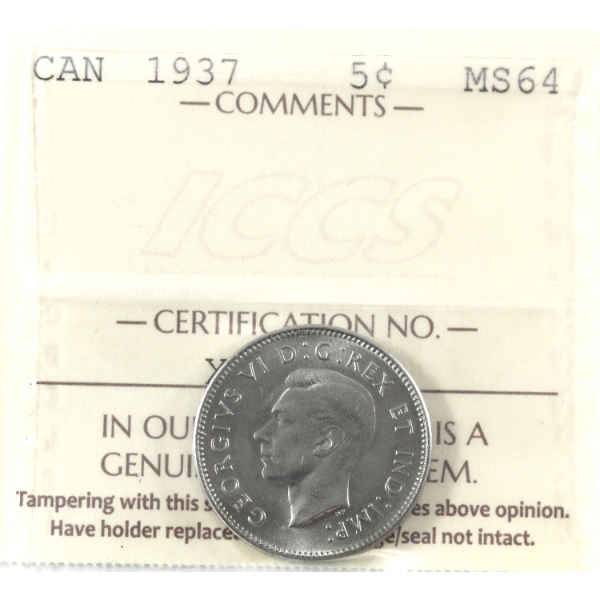 CAN 1937 5¢ MS64
— COMMENTS —
ICCS
— CERTIFICATION NO. —
IN OU IS A
GENUI EM.
Tampering with this s es above opinion.
Have holder replace e/seal not intact.
GEORGIVS VI D:G:REX ET IND:IMP: